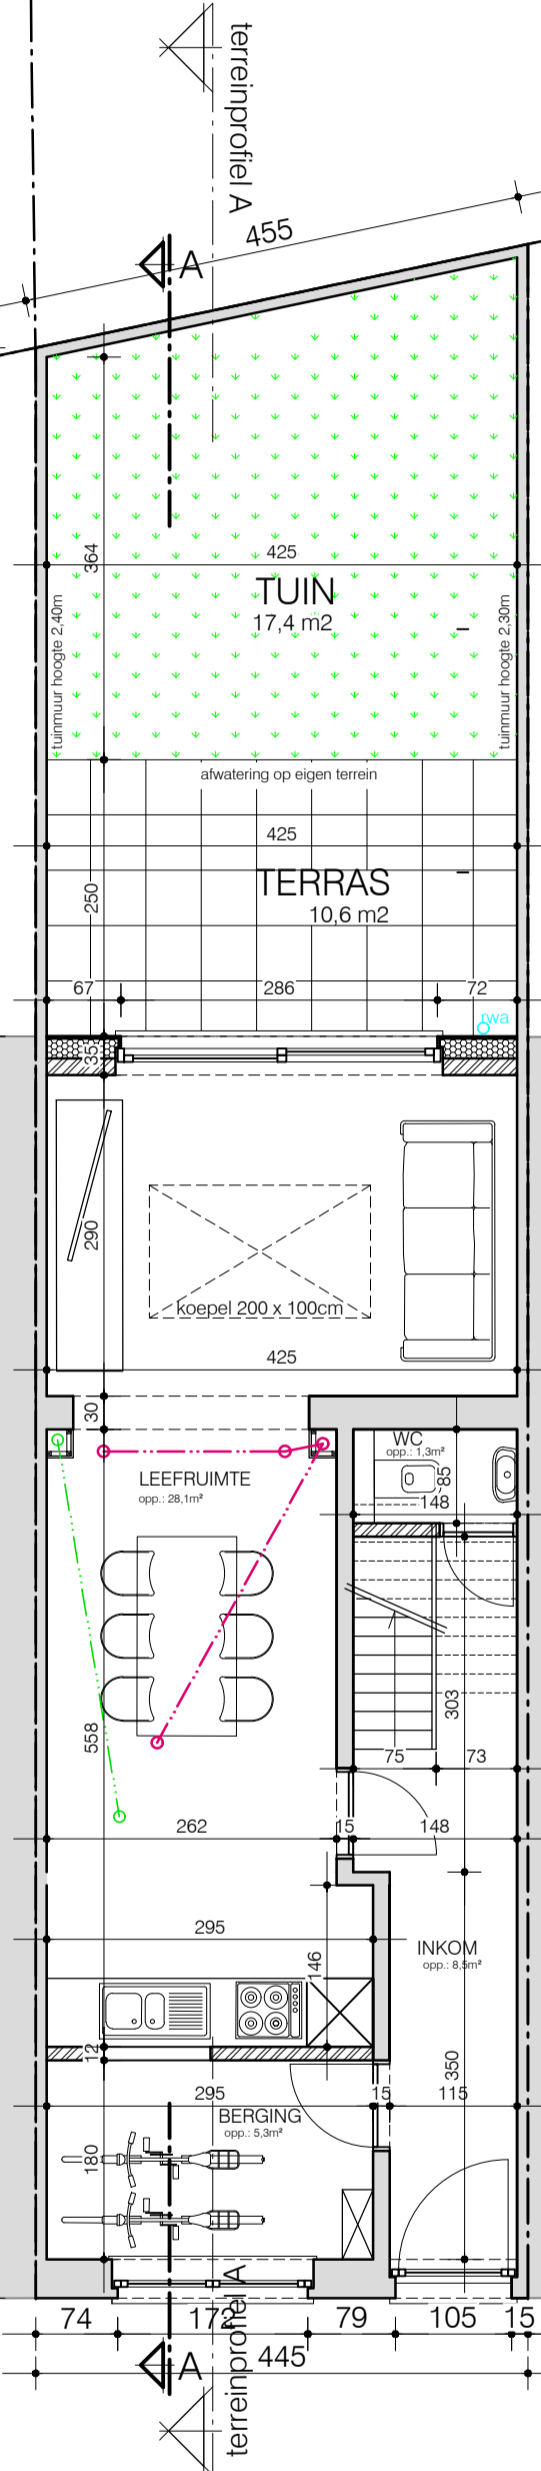 terreinprofiel A
455
A
364
425
TUIN
17,4 m2
tuinmuur hoogte 2,40m
tuinmuur hoogte 2,30m
afwatering op eigen terrein
425
TERRAS
250
10,6 m2
67
286
72
rwa
355
290
koepel 200 x 100cm
425
30
WC
opp.: 1,3m²
85
148
LEEFRUIMTE
opp.: 28,1m²
303
558
75
73
262
15
148
295
146
INKOM
opp.: 8,5m²
12
350
295
15
115
BERGING
opp.: 5,3m²
180
74
172
79
105
15
445
A
terreinprofiel A